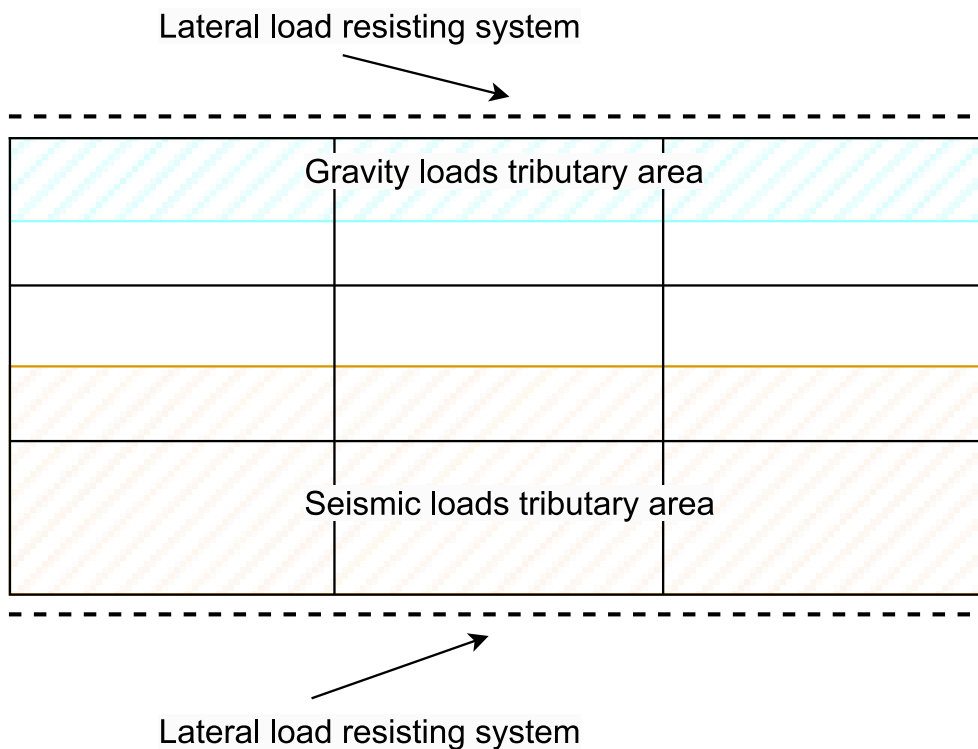 Lateral load resisting system
Gravity loads tributary area
Seismic loads tributary area
Lateral load resisting system